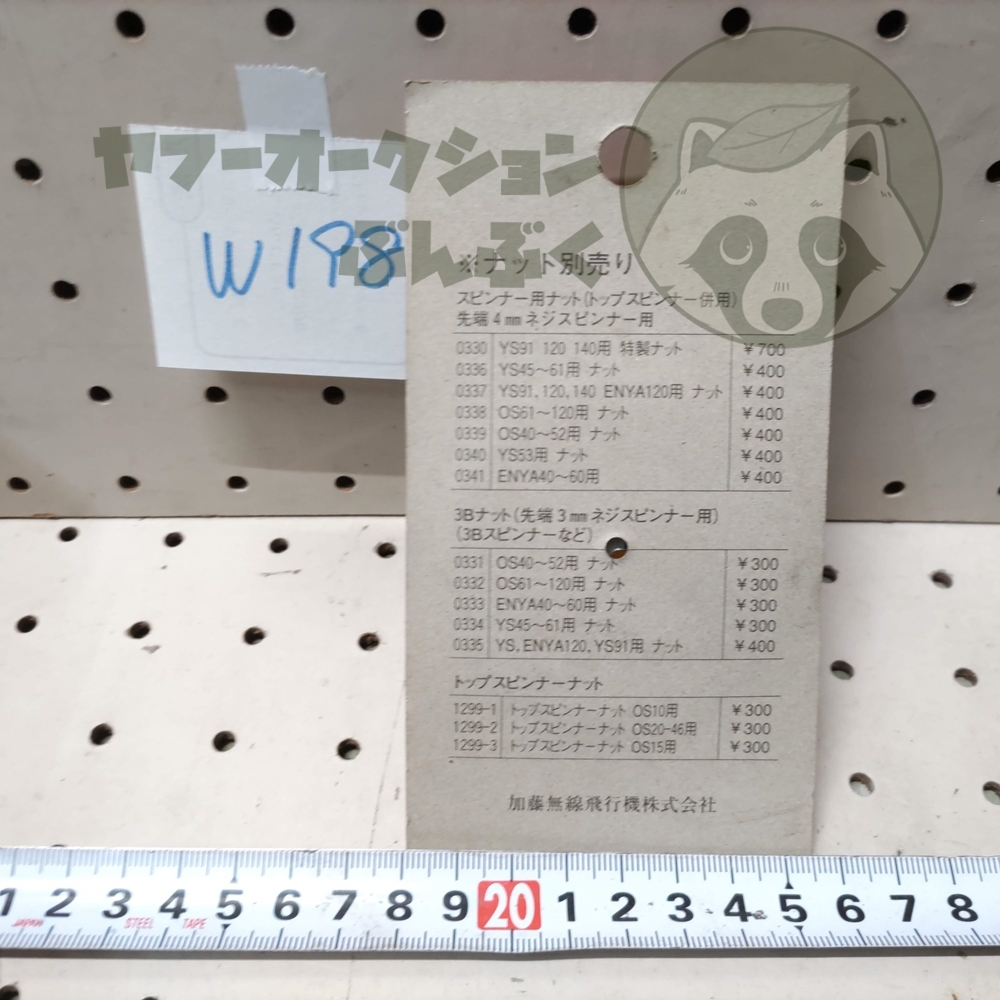 ヤフーオークション
ぶんぶく
W198
※ナット別売り
スピンナー用ナット(トップスピンナー併用)
先端4mmネジスピンナー用
0330 YS91 120 140用 特製ナット ¥700
0336 YS45～61用 ナット ¥400
0337 YS91,120,140 ENYA120用 ナット ¥400
0338 OS61～120用 ナット ¥400
0339 OS40～52用 ナット ¥400
0340 YS53用 ナット ¥400
0341 ENYA40～60用 ¥400
3Bナット(先端3mmネジスピンナー用)
(3Bスピンナーなど)
0331 OS40～52用 ナット ¥300
0332 OS61～120用 ナット ¥300
0333 ENYA40～60用 ナット ¥300
0334 YS45～61用 ナット ¥300
0335 YS,ENYA120,YS91用 ナット ¥400
トップスピンナーナット
1299-1 トップスピンナーナット OS10用 ¥300
1299-2 トップスピンナーナット OS20-46用 ¥300
1299-3 トップスピンナーナット OS15用 ¥300
加藤無線飛行機株式会社
1 2 3 4 5 6 7 8 9 20 1 2 3 4 5 6 7 8
JAPAN STEEL TAPE